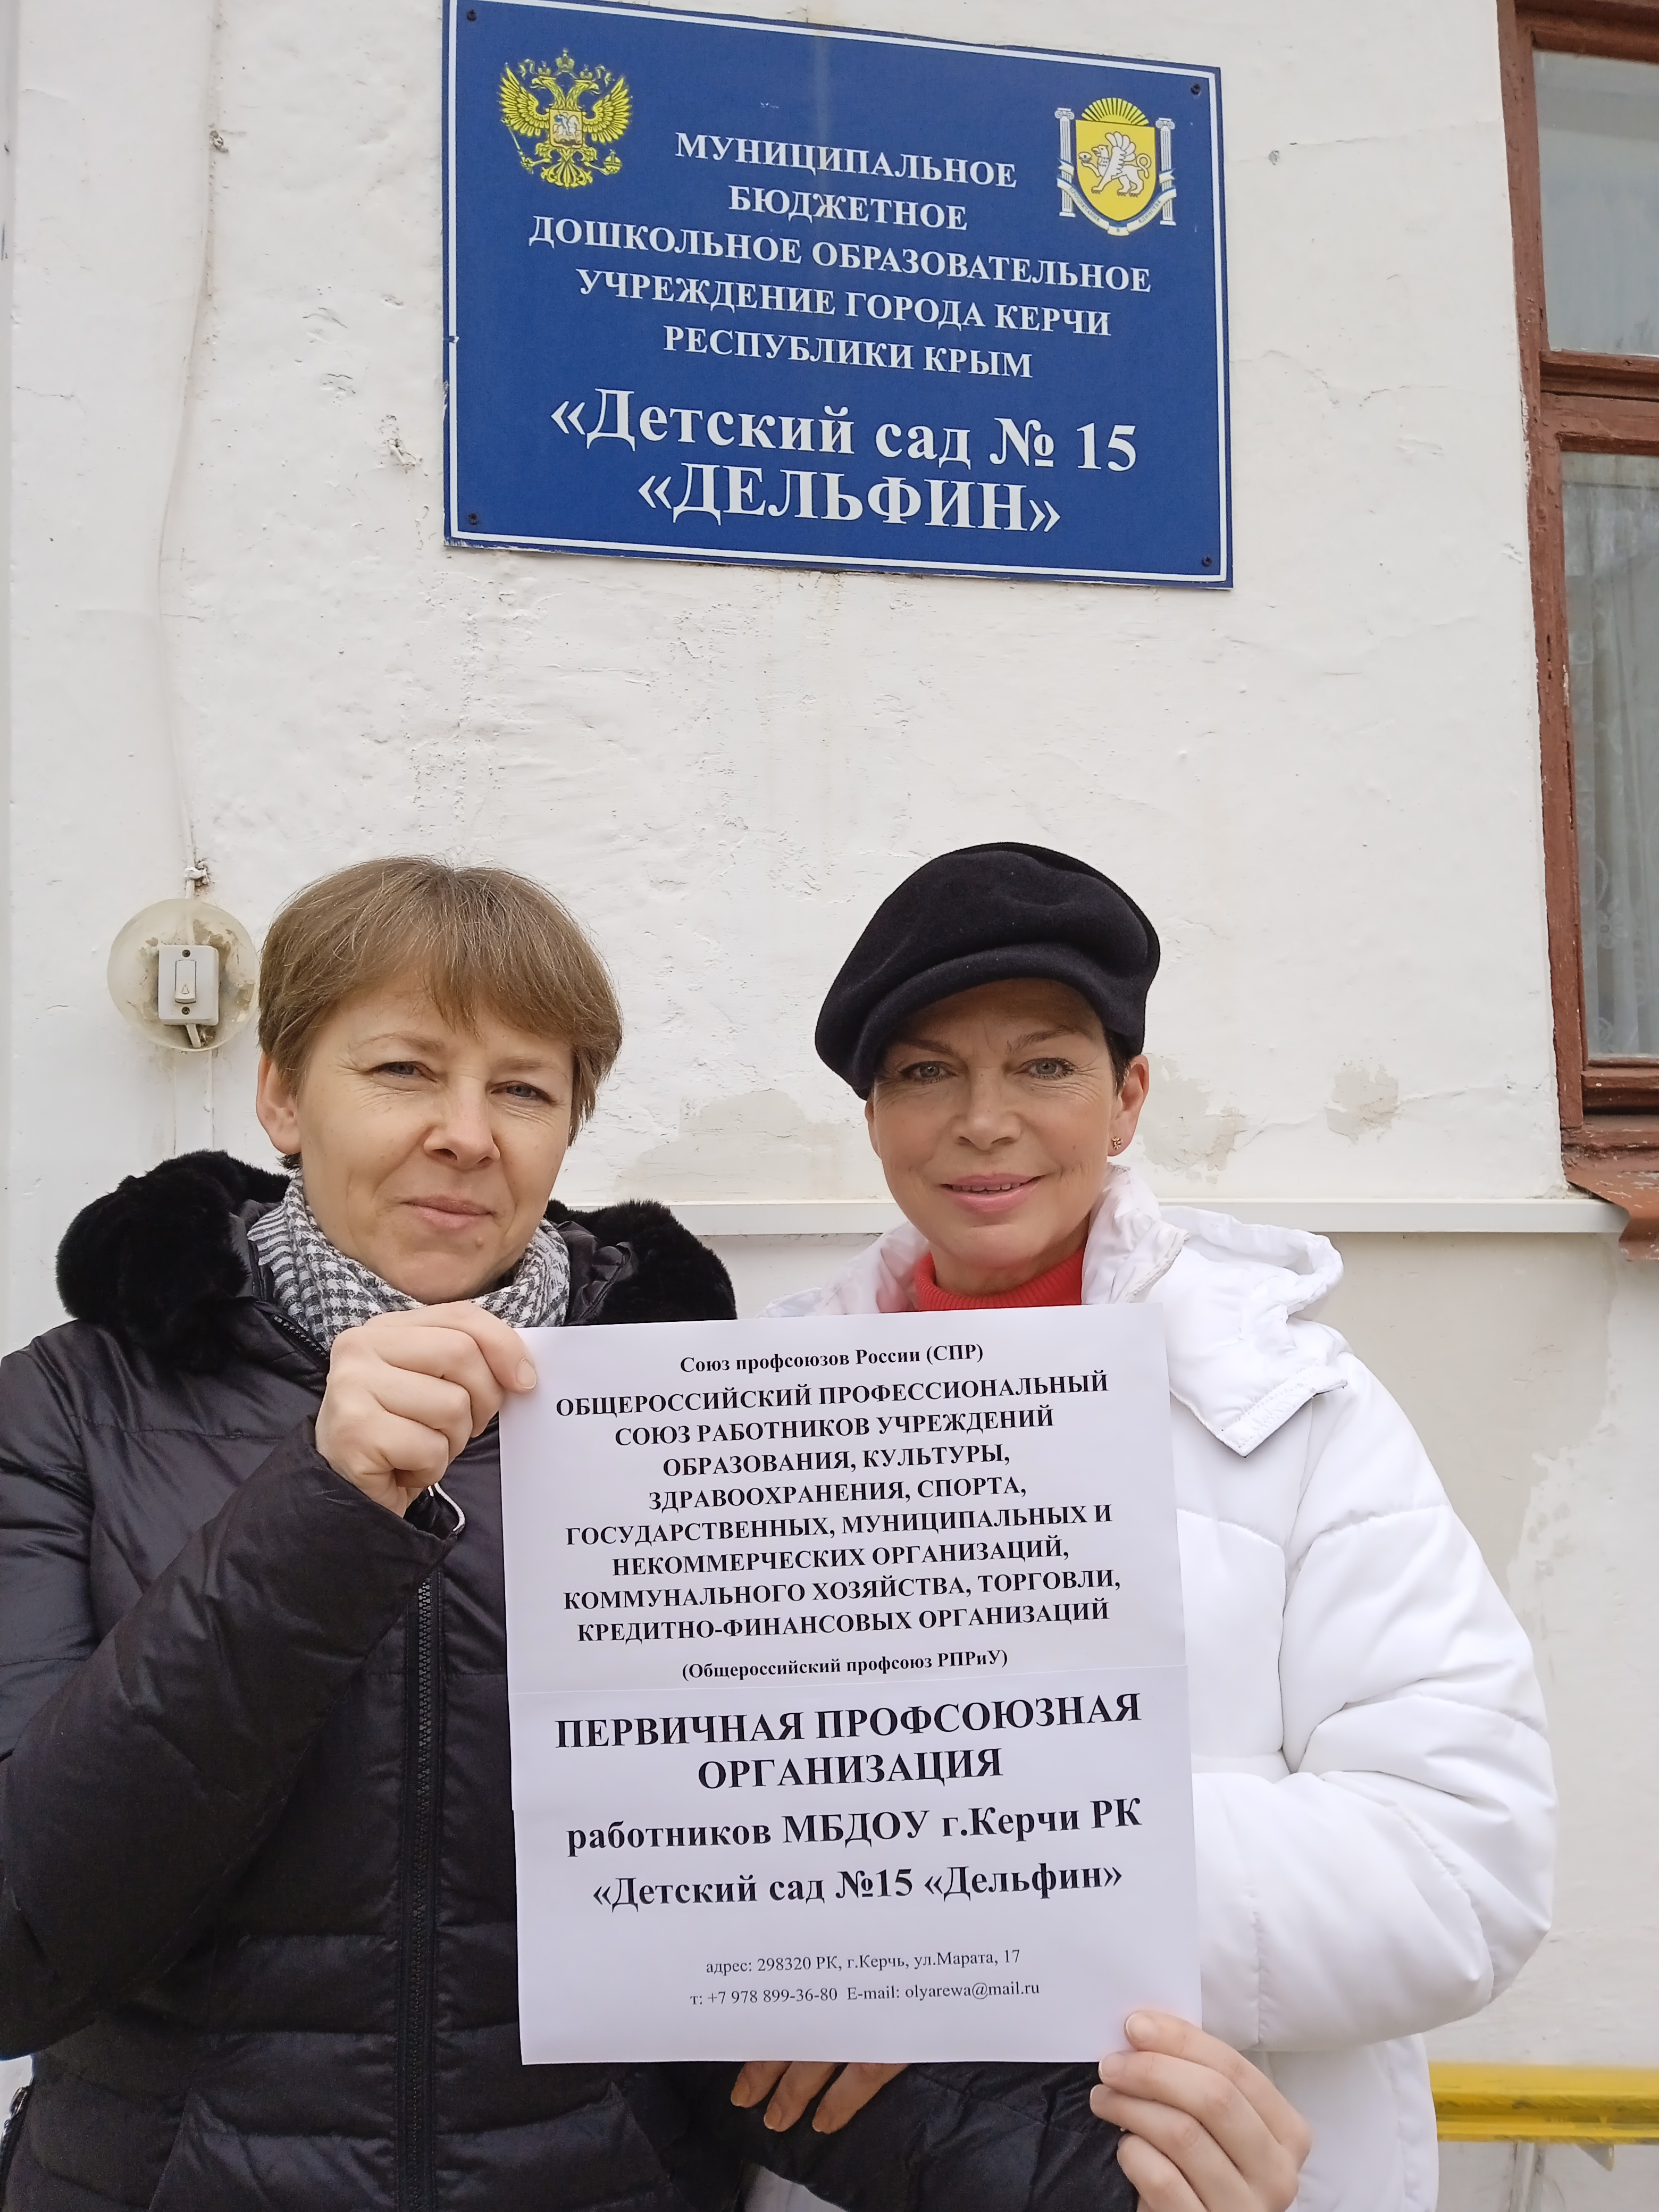 МУНИЦИПАЛЬНОЕ
БЮДЖЕТНОЕ
ДОШКОЛЬНОЕ ОБРАЗОВАТЕЛЬНОЕ
УЧРЕЖДЕНИЕ ГОРОДА КЕРЧИ
РЕСПУБЛИКИ КРЫМ
«Детский сад № 15
«ДЕЛЬФИН»
Союз профсоюзов России (СПР)
ОБЩЕРОССИЙСКИЙ ПРОФЕССИОНАЛЬНЫЙ
СОЮЗ РАБОТНИКОВ УЧРЕЖДЕНИЙ
ОБРАЗОВАНИЯ, КУЛЬТУРЫ,
ЗДРАВООХРАНЕНИЯ, СПОРТА,
ГОСУДАРСТВЕННЫХ, МУНИЦИПАЛЬНЫХ И
НЕКОММЕРЧЕСКИХ ОРГАНИЗАЦИЙ,
КОММУНАЛЬНОГО ХОЗЯЙСТВА, ТОРГОВЛИ,
КРЕДИТНО-ФИНАНСОВЫХ ОРГАНИЗАЦИЙ
(Общероссийский профсоюз РПРиУ)
ПЕРВИЧНАЯ ПРОФСОЮЗНАЯ
ОРГАНИЗАЦИЯ
работников МБДОУ г.Керчи РК
«Детский сад №15 «Дельфин»
адрес: 298320 РК, г.Керчь, ул.Марата, 17
т: +7 978 899-36-80 E-mail: olyarewa@mail.ru